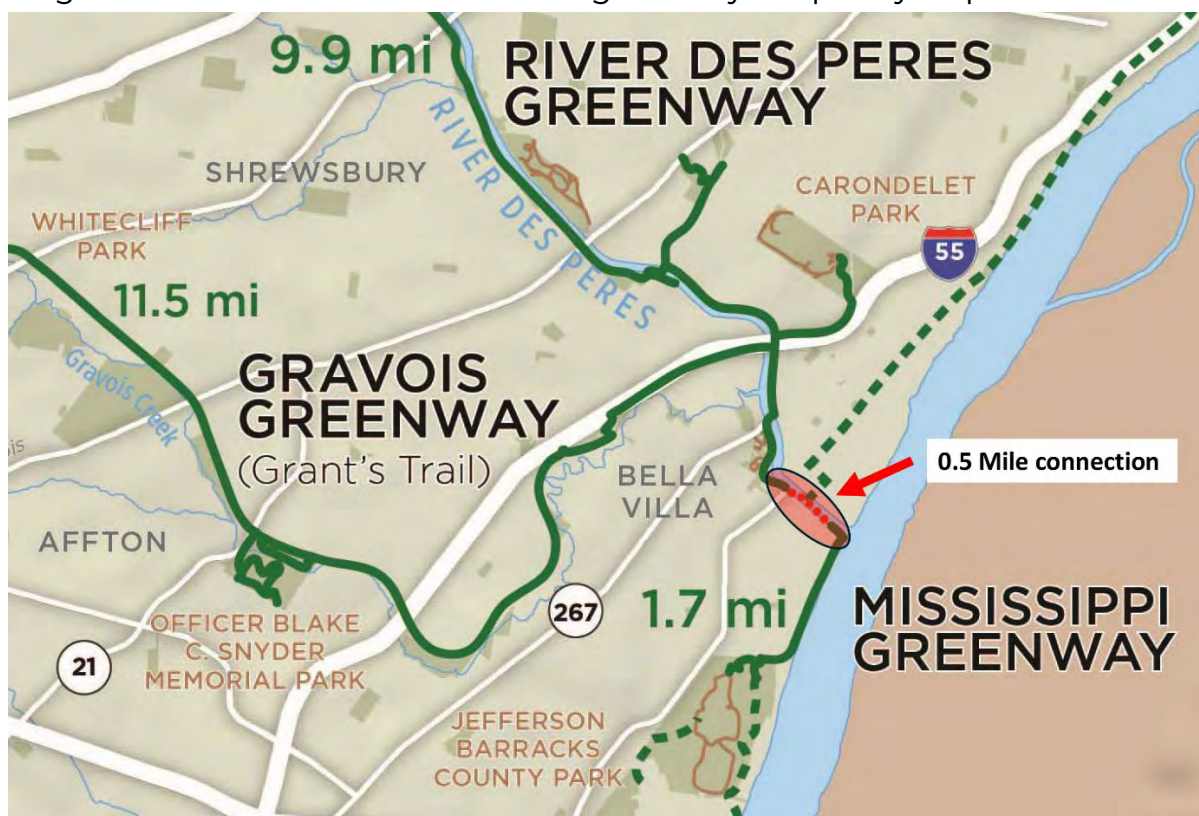 9.9 mi
RIVER DES PERES
GREENWAY
RIVER DES PERES
SHREWSBURY
CARONDELET
PARK
WHITECLIFF
PARK
55
11.5 mi
Gravois Creek
GRAVOIS
GREENWAY
(Grant's Trail)
0.5 Mile connection
BELLA
VILLA
AFFTON
267
1.7 mi
MISSISSIPPI
GREENWAY
OFFICER BLAKE
C. SNYDER
MEMORIAL PARK
21
JEFFERSON
BARRACKS
COUNTY PARK